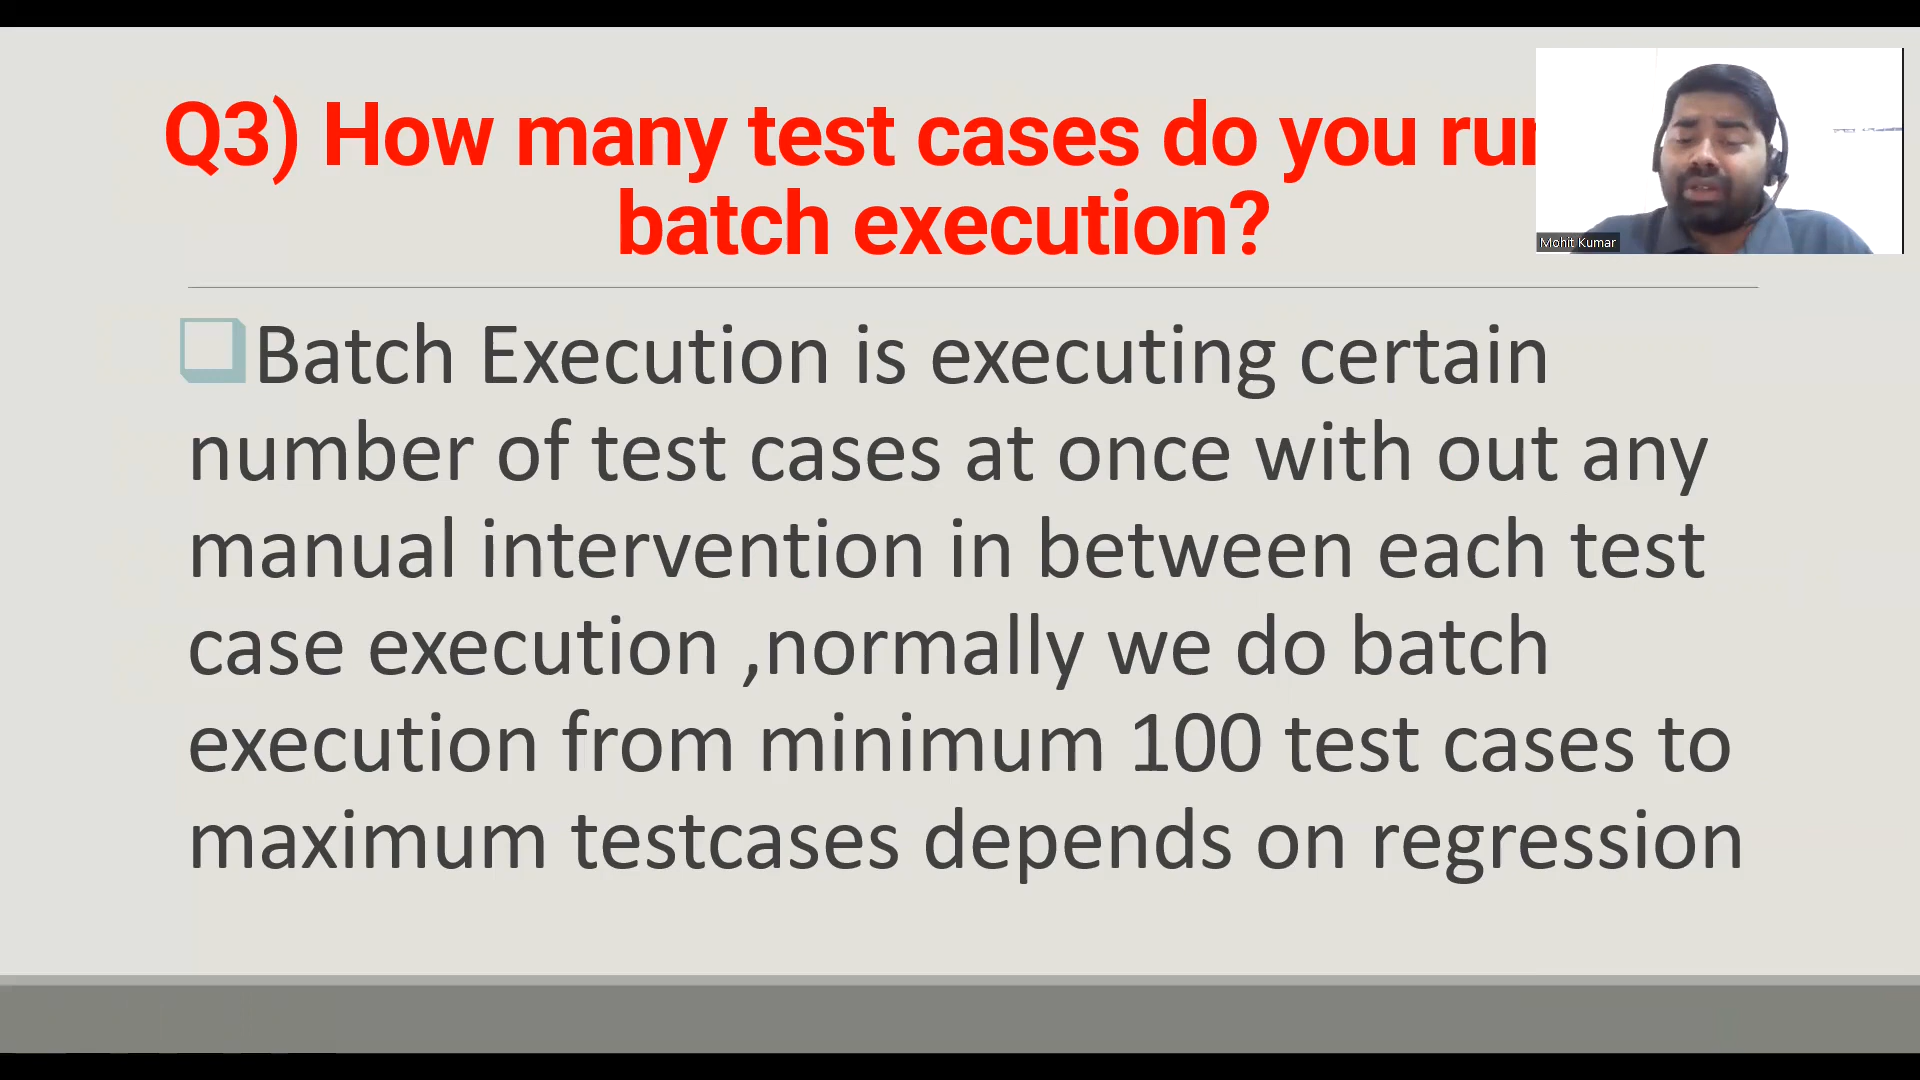 Q3) How many test cases do you
batch execution?
Mohit Kumar
Batch Execution is executing certain
number of test cases at once with out any
manual intervention in between each test
case execution ,normally we do batch
execution from minimum 100 test cases to
maximum testcases depends on regression